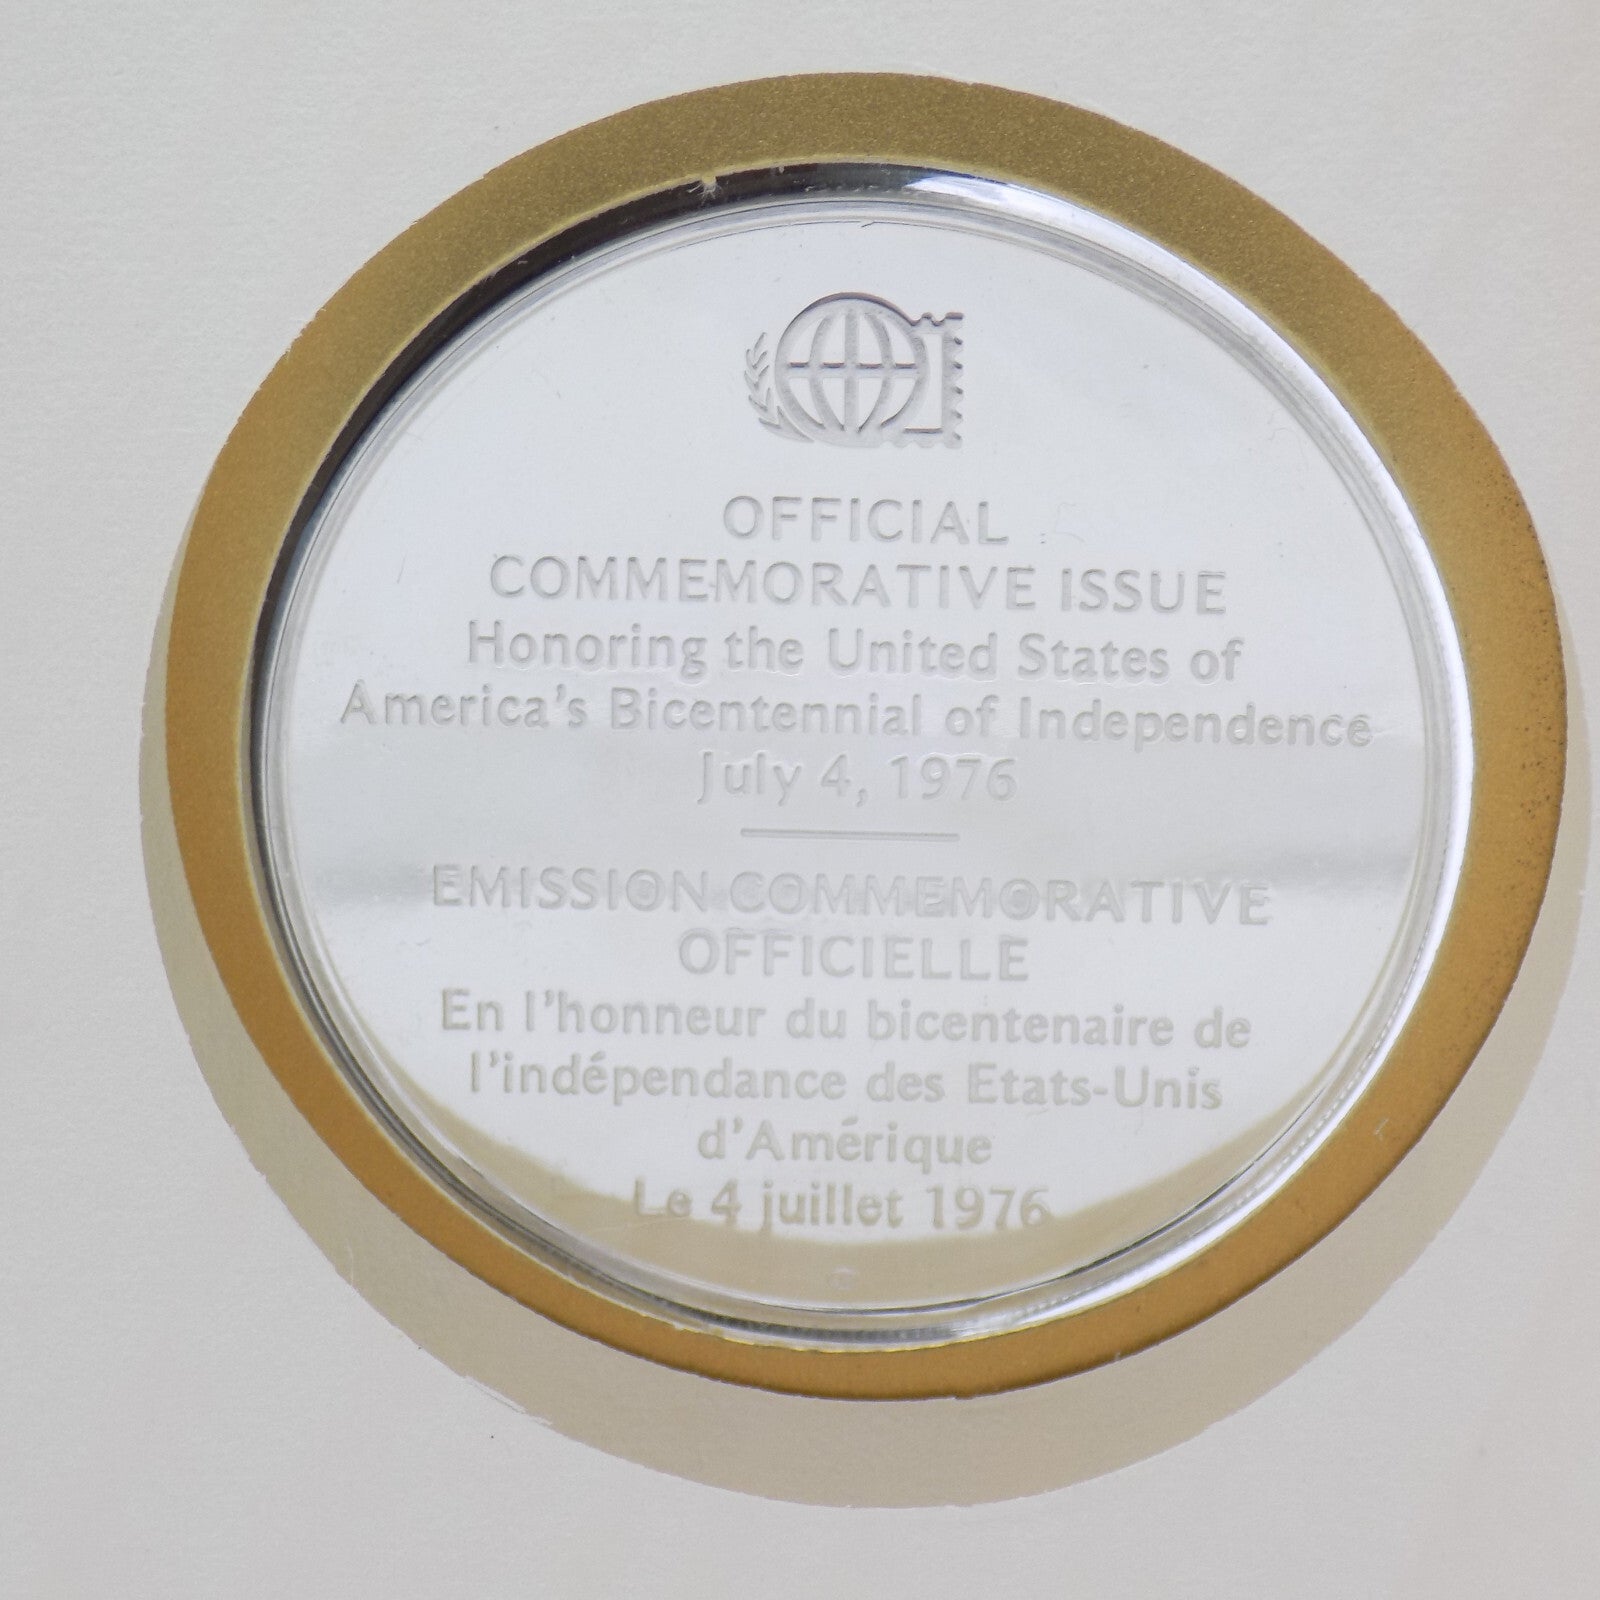 OFFICIAL
COMMEMORATIVE ISSUE
Honoring the United States of
America's Bicentennial of Independence
July 4, 1976
EMISSION COMMEMORATIVE
OFFICIELLE
En l'honneur du bicentenaire de
l'indépendance des Etats-Unis
d'Amérique
Le 4 juillet 1976